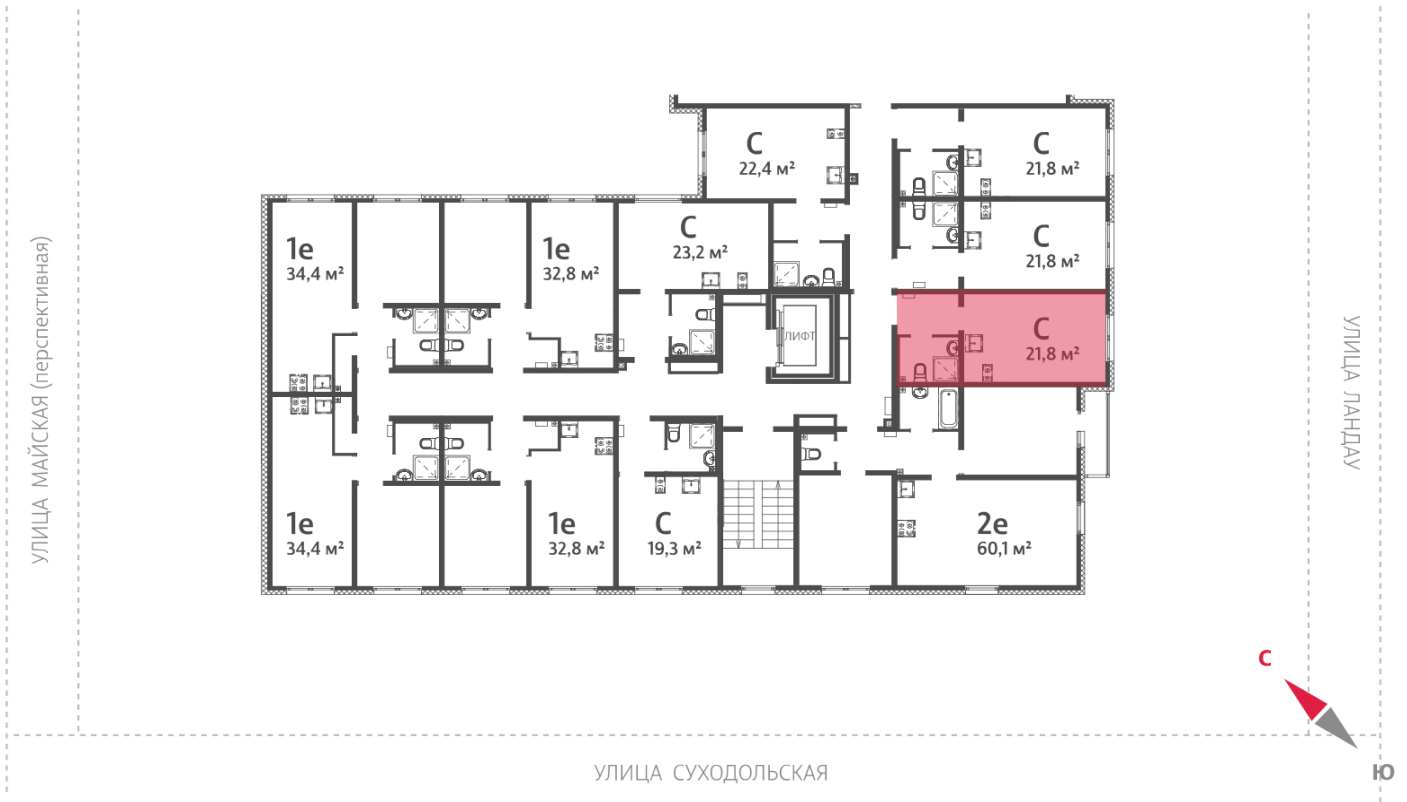 С
22,4 м²
С
21,8 м²
1е
34,4 м²
1е
32,8 м²
С
23,2 м²
С
21,8 м²
ЛИФТ
С
21,8 м²
УЛИЦА МАЙСКАЯ (перспективная)
УЛИЦА ЛАНДАУ
1е
34,4 м²
1е
32,8 м²
С
19,3 м²
2е
60,1 м²
С
Ю
УЛИЦА СУХОДОЛЬСКАЯ